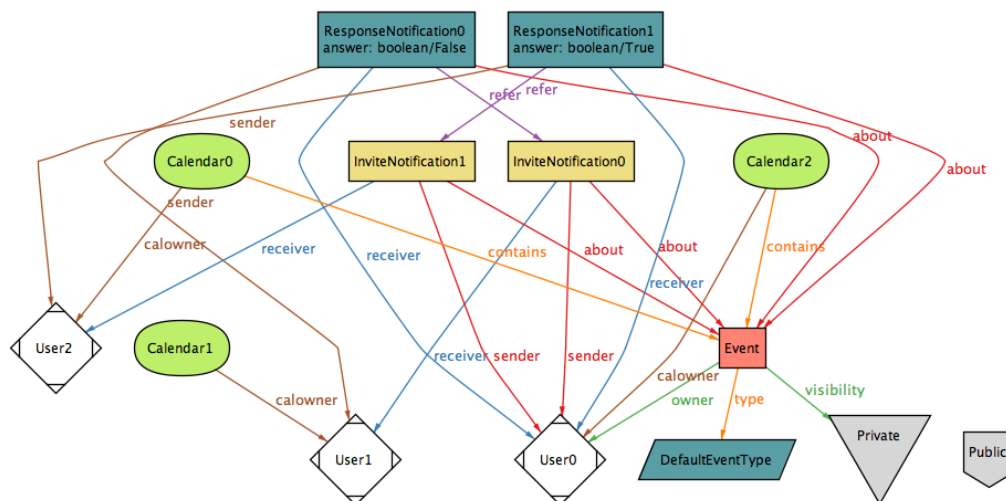 ResponseNotification0
answer: boolean/False
ResponseNotification1
answer: boolean/True
refer
refer
sender
about
about
Calendar0
InviteNotification1
InviteNotification0
Calendar2
sender
calowner
receiver
receiver
contains
about
about
contains
receiver
User2
Calendar1
receiver
sender
sender
Event
calowner
owner
type
visibility
calowner
User1
User0
DefaultEventType
Private
Public